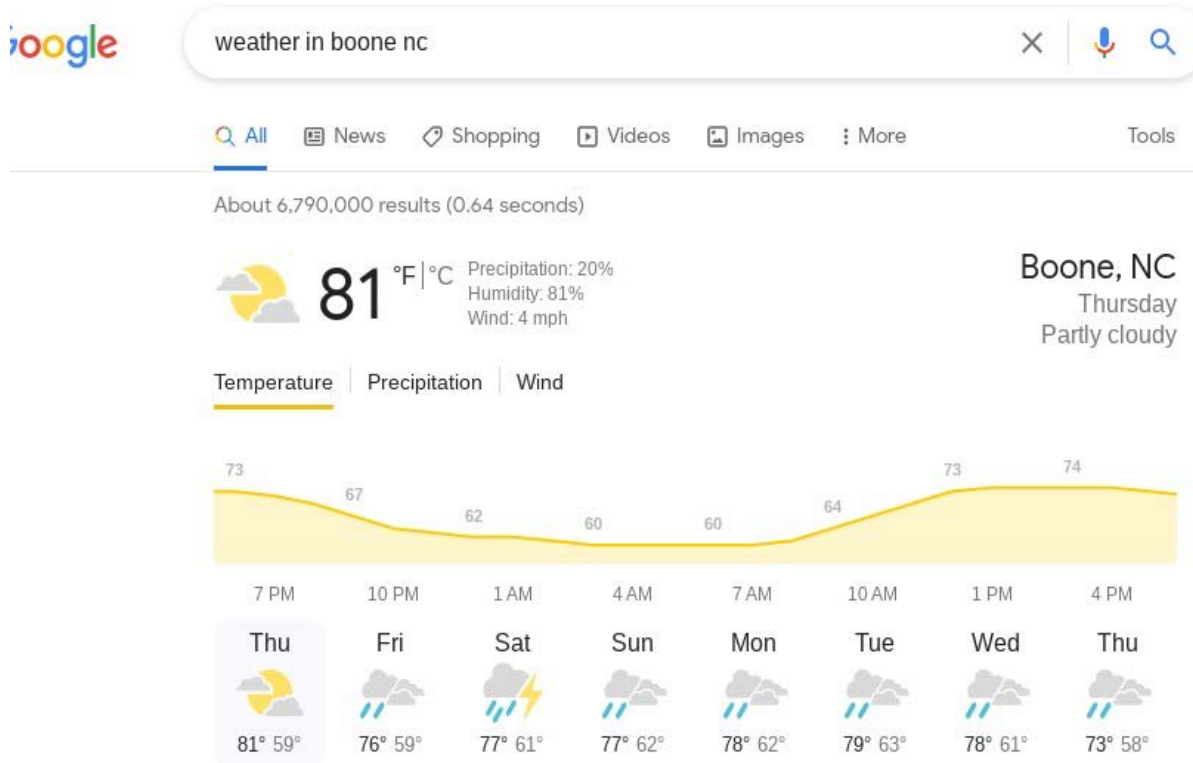 Google
weather in boone nc
All News Shopping Videos Images More Tools
About 6,790,000 results (0.64 seconds)
81 °F|°C
Precipitation: 20%
Humidity: 81%
Wind: 4 mph
Boone, NC
Thursday
Partly cloudy
Temperature Precipitation Wind
73 67 62 60 60 64 73 74
7 PM 10 PM 1 AM 4 AM 7 AM 10 AM 1 PM 4 PM
Thu Fri Sat Sun Mon Tue Wed Thu
81° 59° 76° 59° 77° 61° 77° 62° 78° 62° 79° 63° 78° 61° 73° 58°